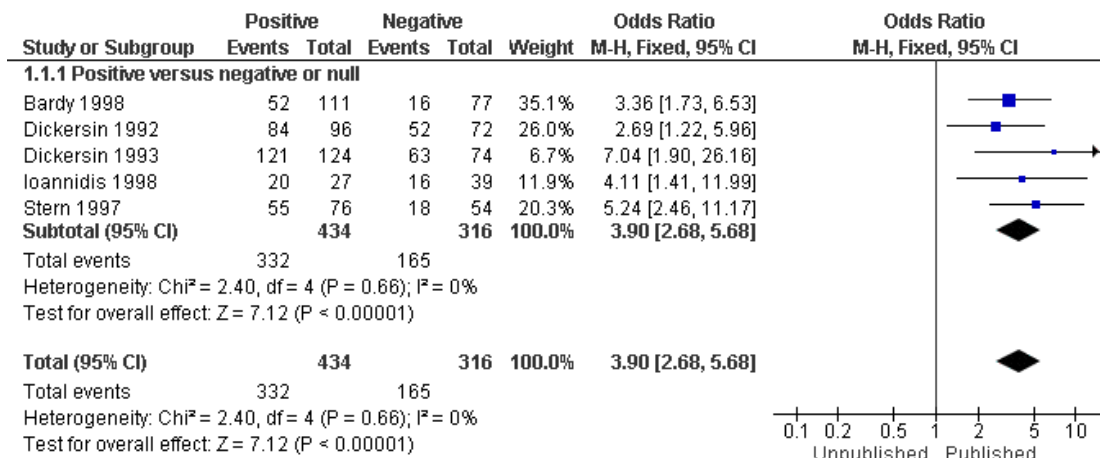 Positive Negative Odds Ratio Odds Ratio
Study or Subgroup Events Total Events Total Weight M-H, Fixed, 95% CI M-H, Fixed, 95% CI
1.1.1 Positive versus negative or null
Bardy 1998 52 111 16 77 35.1% 3.36 [1.73, 6.53]
Dickersin 1992 84 96 52 72 26.0% 2.69 [1.22, 5.96]
Dickersin 1993 121 124 63 74 6.7% 7.04 [1.90, 26.16]
Ioannidis 1998 20 27 16 39 11.9% 4.11 [1.41, 11.99]
Stern 1997 55 76 18 54 20.3% 5.24 [2.46, 11.17]
Subtotal (95% CI) 434 316 100.0% 3.90 [2.68, 5.68]
Total events 332 165
Heterogeneity: Chi² = 2.40, df = 4 (P = 0.66); I² = 0%
Test for overall effect: Z = 7.12 (P < 0.00001)
Total (95% CI) 434 316 100.0% 3.90 [2.68, 5.68]
Total events 332 165
Heterogeneity: Chi² = 2.40, df = 4 (P = 0.66); I² = 0%
Test for overall effect: Z = 7.12 (P < 0.00001)
0.1 0.2 0.5 1 2 5 10
Unpublished Published